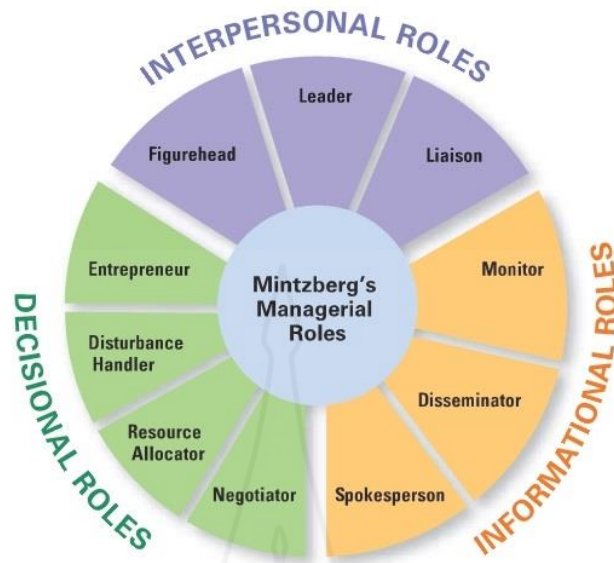 INTERPERSONAL ROLES
Leader
Figurehead
Liaison
Entrepreneur
Mintzberg's
Managerial
Roles
Monitor
Disturbance
Handler
Disseminator
Resource
Allocator
Negotiator
Spokesperson
DECISIONAL ROLES
INFORMATIONAL ROLES